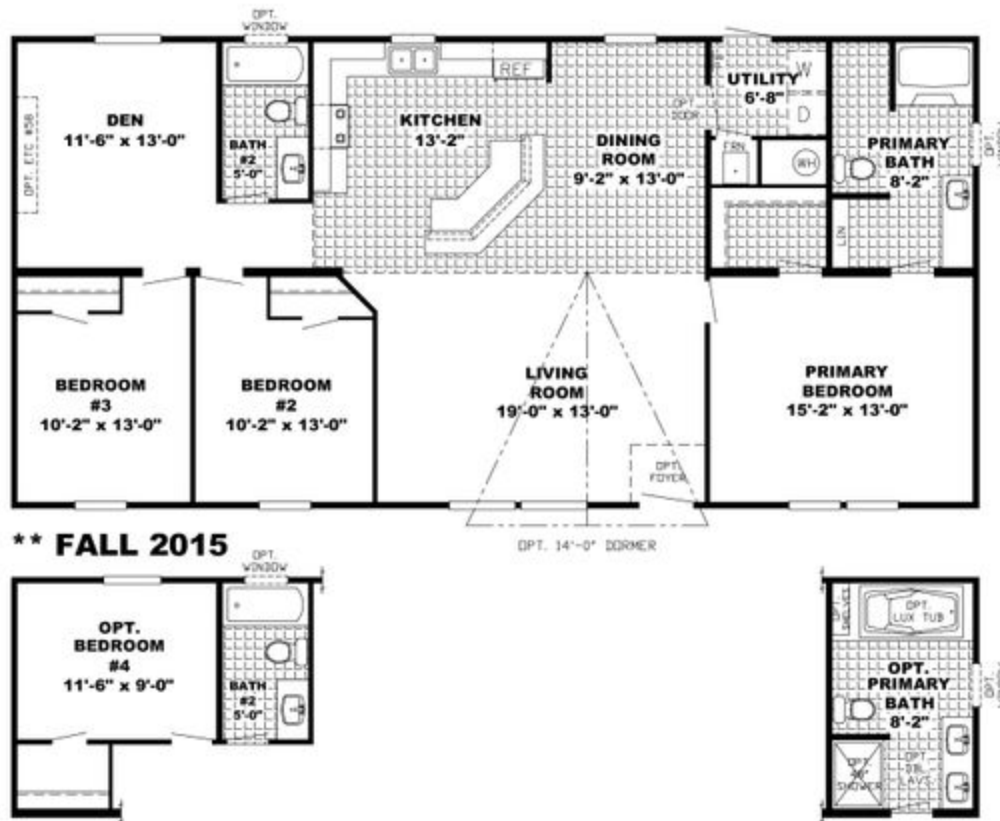 OPT.
WINDOW
DEN
11'-6" x 13'-0"
OPT. ETC #58
BATH
#2
5'-0"
KITCHEN
13'-2"
REF
DINING
ROOM
9'-2" x 13'-0"
OPT
DOOR
UTILITY
6'-8"
W
D
FRN
WH
PRIMARY
BATH
8'-2"
LIN
OPT.
BEDROOM
#3
10'-2" x 13'-0"
BEDROOM
#2
10'-2" x 13'-0"
LIVING
ROOM
19'-0" x 13'-0"
OPT.
FOYER
PRIMARY
BEDROOM
15'-2" x 13'-0"
OPT. 14'-0" DORMER
** FALL 2015
OPT.
WINDOW
OPT.
BEDROOM
#4
11'-6" x 9'-0"
BATH
#2
5'-0"
SHELVES
OPT.
LUX TUB
OPT.
PRIMARY
BATH
8'-2"
OPT.
OPT.
DBL
LAVS.
OPT.
SHOWER